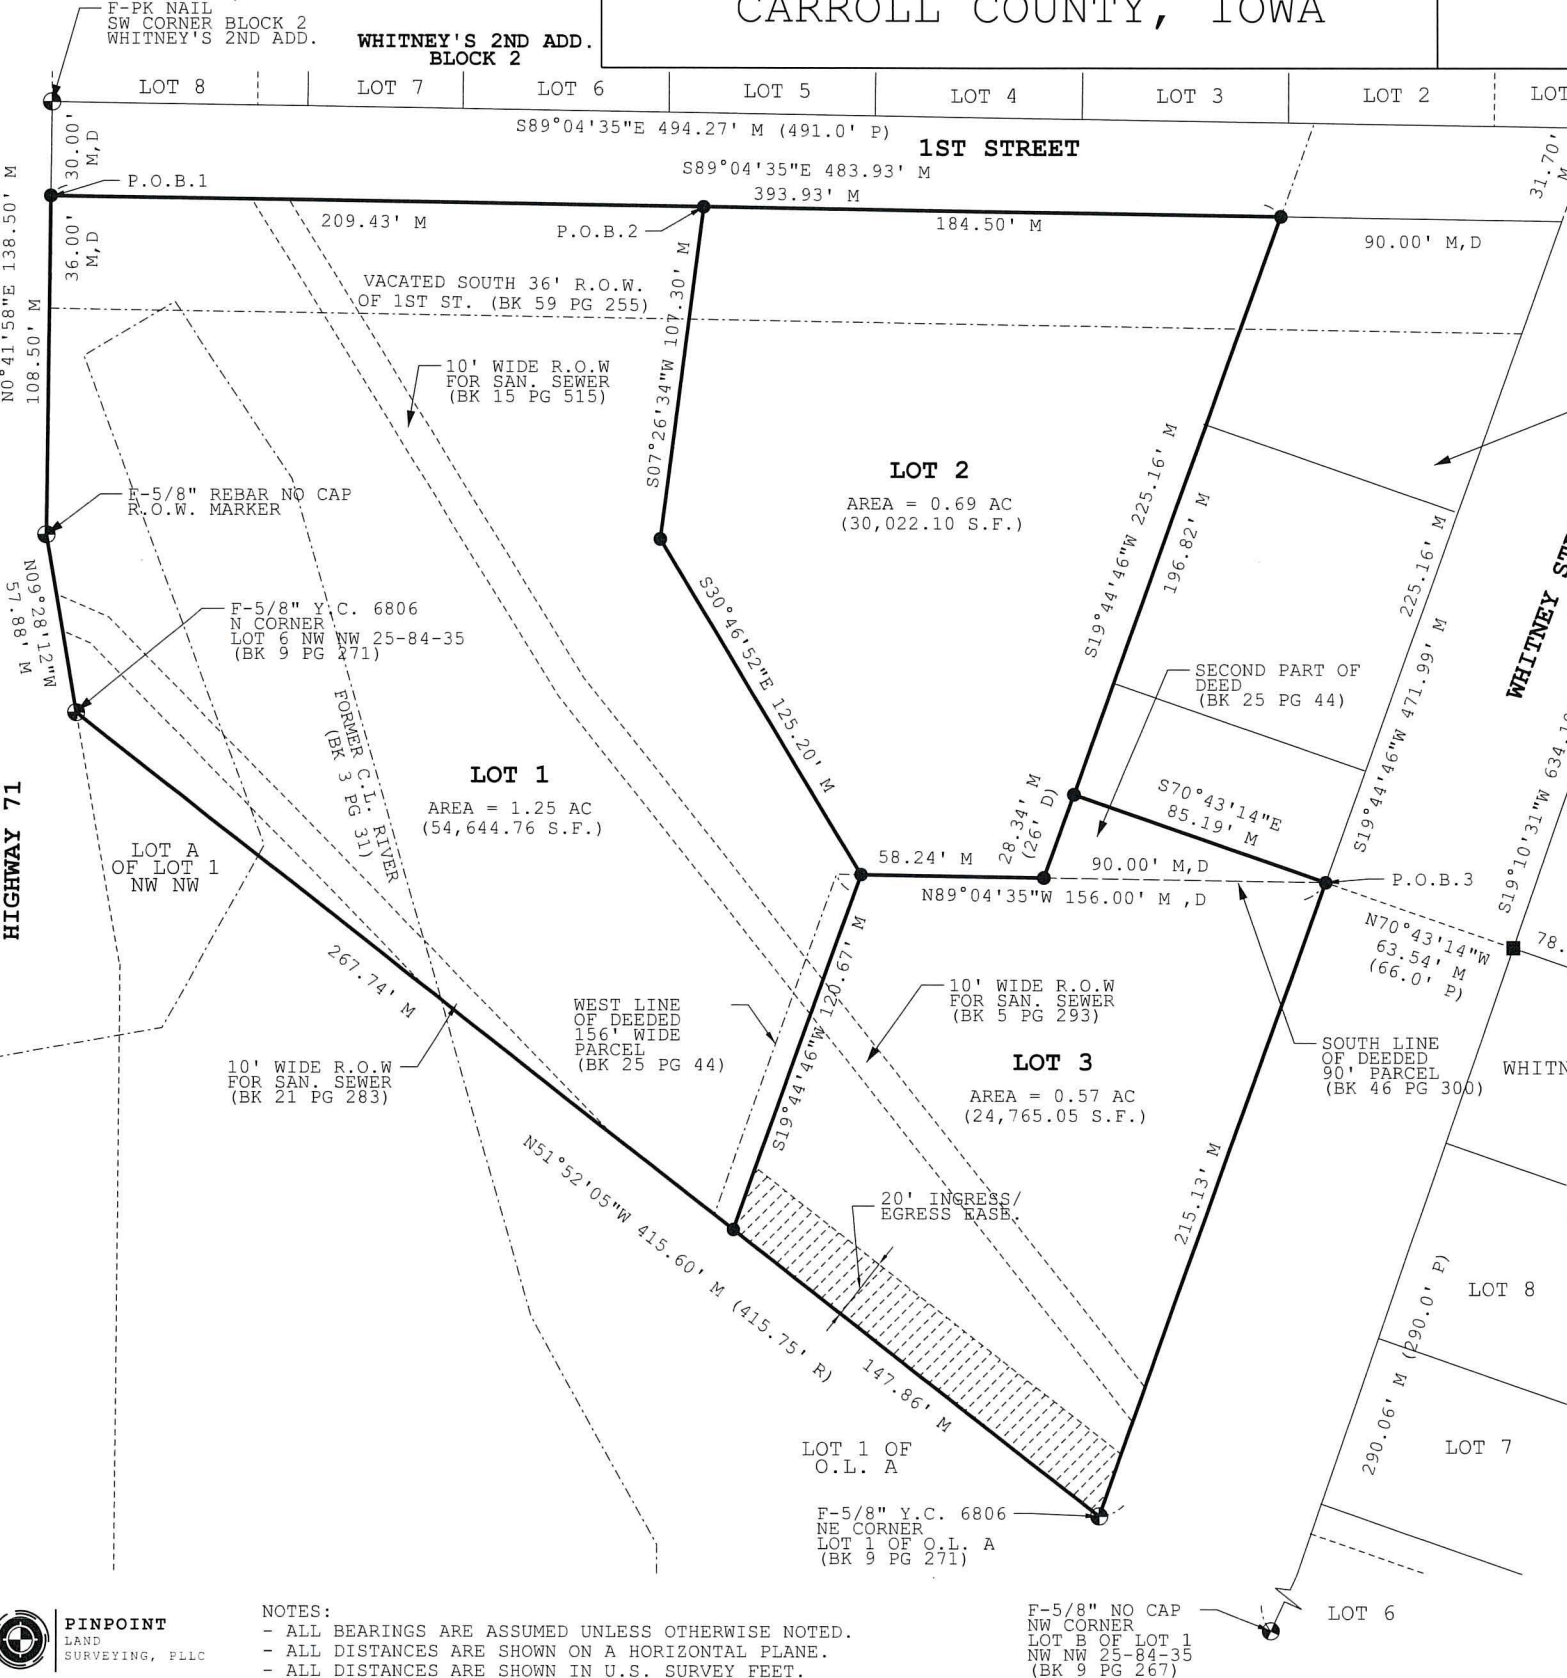 F-PK NAIL
SW CORNER BLOCK 2
WHITNEY'S 2ND ADD.
WHITNEY'S 2ND ADD.
BLOCK 2
CARROLL COUNTY, IOWA
LOT 8
LOT 7
LOT 6
LOT 5
LOT 4
LOT 3
LOT 2
LOT
S89°04'35"E 494.27' M (491.0' P)
1ST STREET
30.00'
M,D
31.70'
M
S89°04'35"E 483.93' M
393.93' M
P.O.B.1
209.43' M
P.O.B.2
184.50' M
90.00' M,D
36.00'
M,D
N0°41'58"E 138.50' M
108.50' M
VACATED SOUTH 36' R.O.W.
OF 1ST ST. (BK 59 PG 255)
S07°26'34"W 107.30' M
10' WIDE R.O.W
FOR SAN. SEWER
(BK 15 PG 515)
LOT 2
AREA = 0.69 AC
(30,022.10 S.F.)
S19°44'46"W 225.16' M
196.82' M
225.16' M
S19°44'46"W 471.99' M
F-5/8" REBAR NO CAP
R.O.W. MARKER
N09°28'12"W
57.88' M
F-5/8" Y.C. 6806
N CORNER
LOT 6 NW NW 25-84-35
(BK 9 PG 271)
S30°46'52"E 125.20' M
SECOND PART OF
DEED
(BK 25 PG 44)
FORMER C.L. RIVER
(BK 3 PG 31)
LOT 1
AREA = 1.25 AC
(54,644.76 S.F.)
HIGHWAY 71
LOT A
OF LOT 1
NW NW
28.34' M
(26' D)
S70°43'14"E
85.19' M
58.24' M
90.00' M,D
N89°04'35"W 156.00' M ,D
P.O.B.3
N70°43'14"W
63.54' M
(66.0' P)
78.
267.74' M
WEST LINE
OF DEEDED
156' WIDE
PARCEL
(BK 25 PG 44)
S19°44'46"W 120.67' M
10' WIDE R.O.W
FOR SAN. SEWER
(BK 5 PG 293)
SOUTH LINE
OF DEEDED
90' PARCEL
(BK 46 PG 300)
LOT 3
AREA = 0.57 AC
(24,765.05 S.F.)
10' WIDE R.O.W
FOR SAN. SEWER
(BK 21 PG 283)
N51°52'05"W 415.60' M (415.75' R)
20' INGRESS/
EGRESS EASE.
215.13' M
147.86' M
290.06' M (290.0' P)
LOT 8
LOT 7
LOT 1 OF
O.L. A
F-5/8" Y.C. 6806
NE CORNER
LOT 1 OF O.L. A
(BK 9 PG 271)
F-5/8" NO CAP
NW CORNER
LOT B OF LOT 1
NW NW 25-84-35
(BK 9 PG 267)
LOT 6
PINPOINT
LAND
SURVEYING, PLLC
NOTES:
- ALL BEARINGS ARE ASSUMED UNLESS OTHERWISE NOTED.
- ALL DISTANCES ARE SHOWN ON A HORIZONTAL PLANE.
- ALL DISTANCES ARE SHOWN IN U.S. SURVEY FEET.